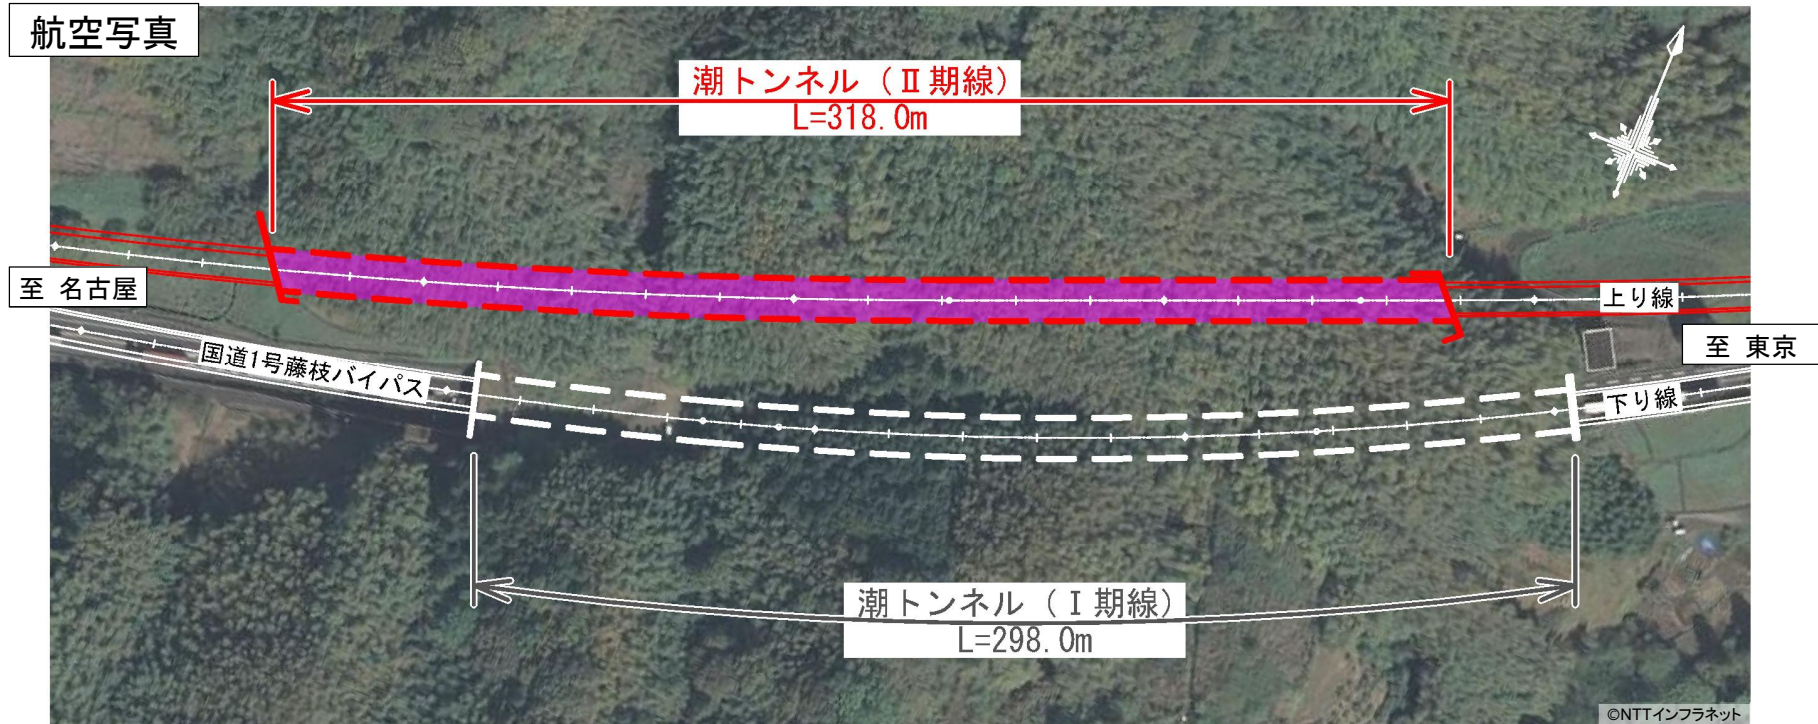 航空写真
潮トンネル（Ⅱ期線）
L=318.0m
至 名古屋
上り線
至 東京
国道1号藤枝バイパス
下り線
潮トンネル（Ⅰ期線）
L=298.0m
©NTTインフラネット